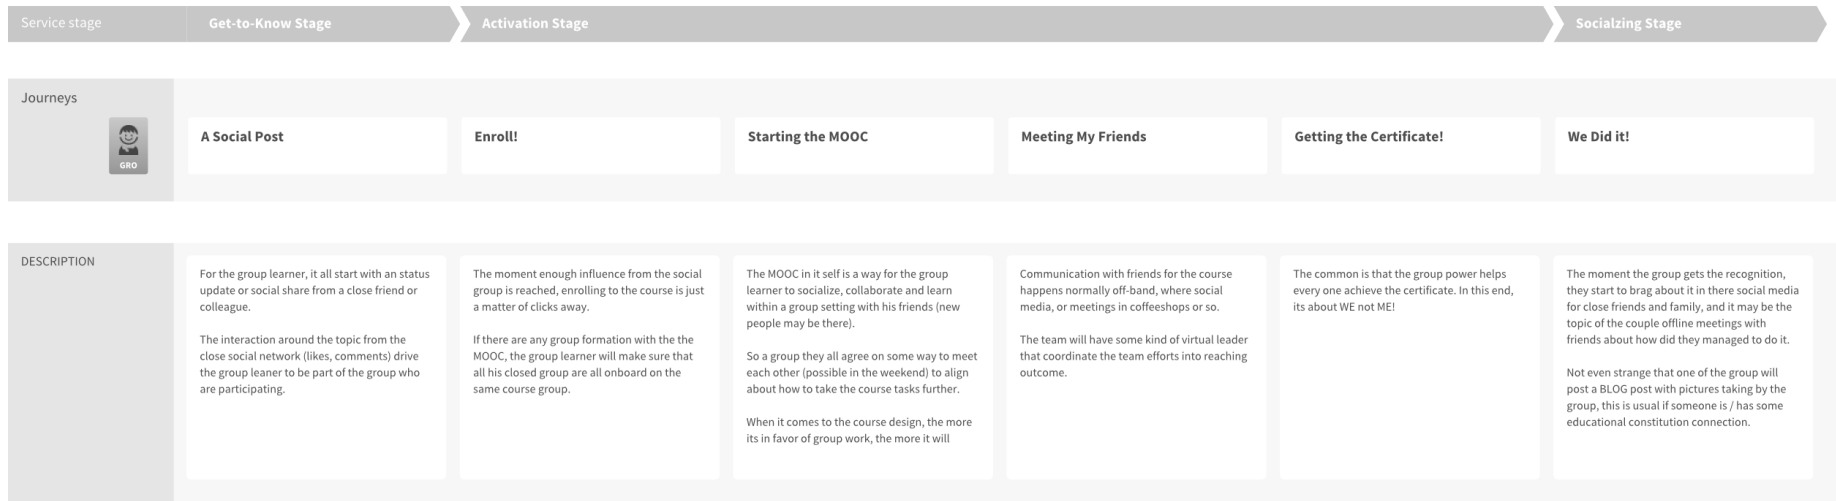 Service stage
Get-to-Know Stage
Activation Stage
Socialzing Stage
Journeys
GRO
A Social Post
Enroll!
Starting the MOOC
Meeting My Friends
Getting the Certificate!
We Did it!
DESCRIPTION
For the group learner, it all start with an status
update or social share from a close friend or
colleague.
The interaction around the topic from the
close social network (likes, comments) drive
the group leaner to be part of the group who
are participating.
The moment enough influence from the social
group is reached, enrolling to the course is just
a matter of clicks away.
If there are any group formation with the the
MOOC, the group learner will make sure that
all his closed group are all onboard on the
same course group.
The MOOC in it self is a way for the group
learner to socialize, collaborate and learn
within a group setting with his friends (new
people may be there).
So a group they all agree on some way to meet
each other (possible in the weekend) to align
about how to take the course tasks further.
When it comes to the course design, the more
its in favor of group work, the more it will
Communication with friends for the course
happens normally off-band, where social
media, or meetings in coffeeshops or so.
The team will have some kind of virtual leader
that coordinate the team efforts into reaching
outcome.
The common is that the group power helps
every one achieve the certificate. In this end,
its about WE not ME!
The moment the group gets the recognition,
they start to brag about it in there social media
for close friends and family, and it may be the
topic of the couple offline meetings with
friends about how did they managed to do it.
Not even strange that one of the group will
post a BLOG post with pictures taking by the
group, this is usual if someone is / has some
educational constitution connection.